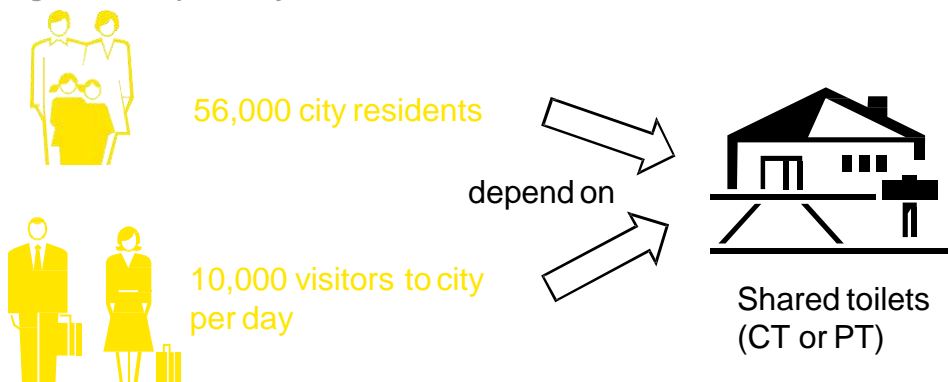 56,000 city residents
depend on
10,000 visitors to city
per day
Shared toilets
(CT or PT)